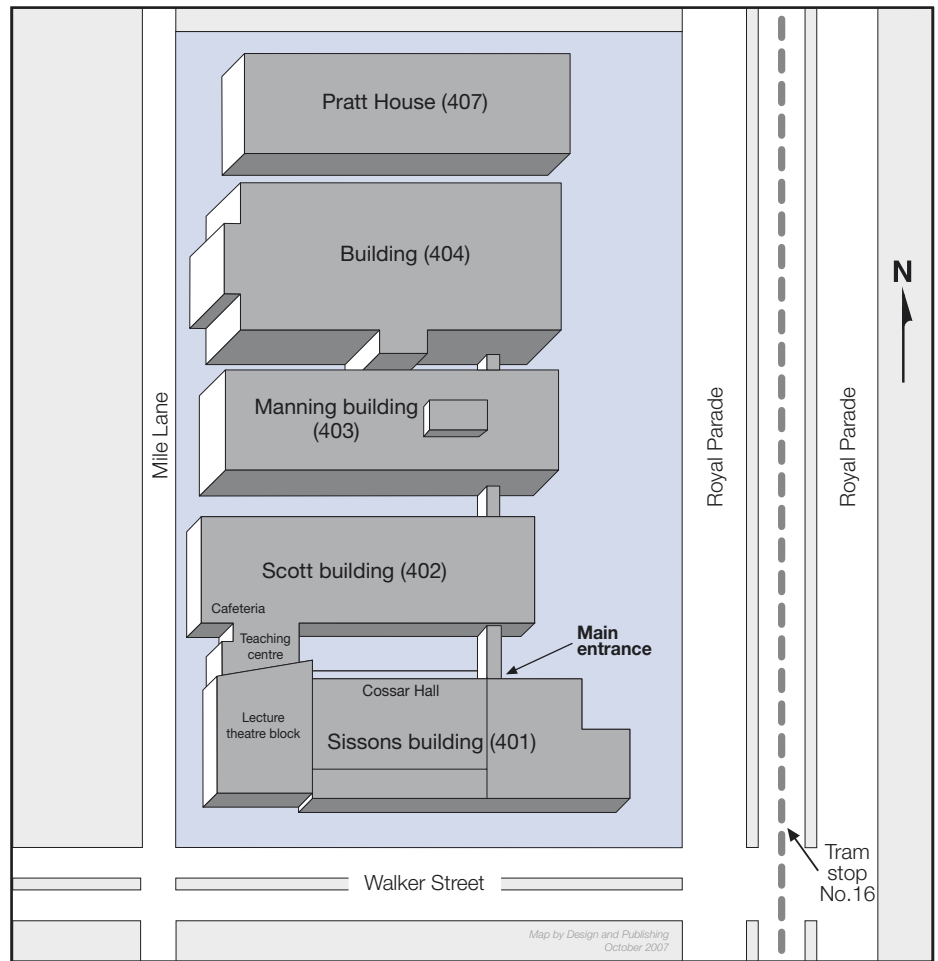 Pratt House (407)
Building (404)
N
Manning building
(403)
Mile Lane
Royal Parade
Royal Parade
Scott building (402)
Cafeteria
Teaching
centre
Main
entrance
Cossar Hall
Lecture
theatre block
Sissons building (401)
Tram
stop
No.16
Walker Street
Map by Design and Publishing
October 2007